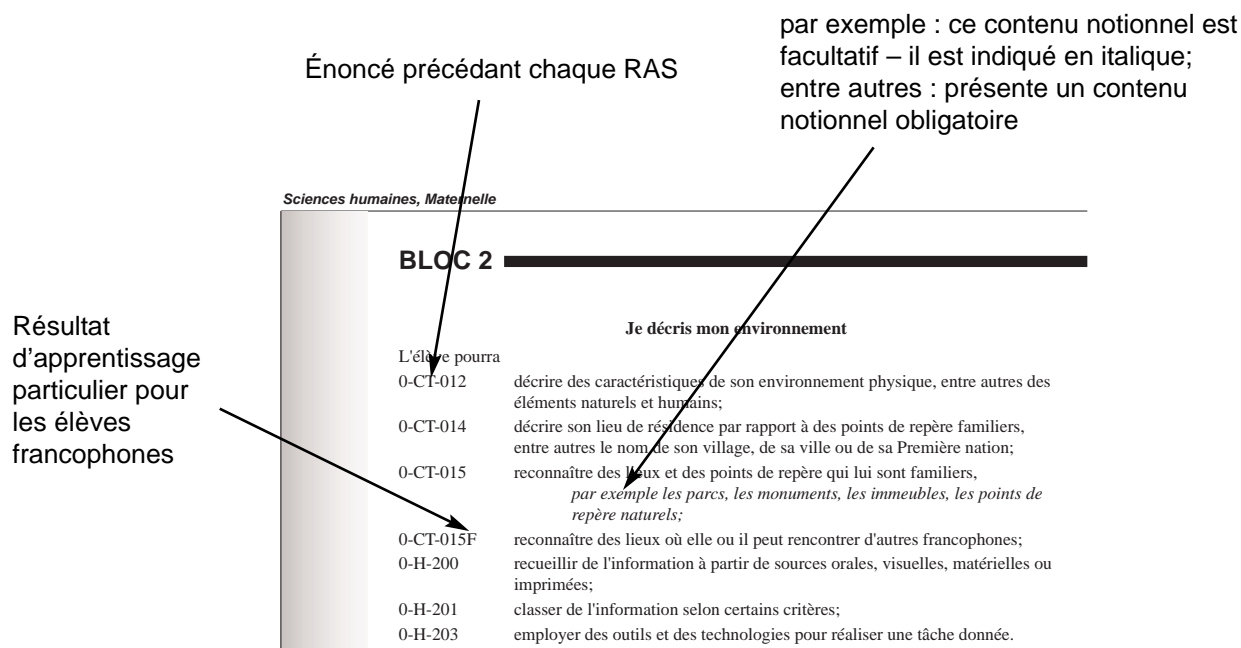 par exemple : ce contenu notionnel est
facultatif – il est indiqué en italique;
entre autres : présente un contenu
notionnel obligatoire
Énoncé précédant chaque RAS
Sciences humaines, Maternelle
BLOC 2
Résultat
d'apprentissage
particulier pour
les élèves
francophones
Je décris mon environnement
L'élève pourra
0-CT-012 décrire des caractéristiques de son environnement physique, entre autres des
éléments naturels et humains;
0-CT-014 décrire son lieu de résidence par rapport à des points de repère familiers,
entre autres le nom de son village, de sa ville ou de sa Première nation;
0-CT-015 reconnaître des lieux et des points de repère qui lui sont familiers,
par exemple les parcs, les monuments, les immeubles, les points de
repère naturels;
0-CT-015F reconnaître des lieux où elle ou il peut rencontrer d'autres francophones;
0-H-200 recueillir de l'information à partir de sources orales, visuelles, matérielles ou
imprimées;
0-H-201 classer de l'information selon certains critères;
0-H-203 employer des outils et des technologies pour réaliser une tâche donnée.